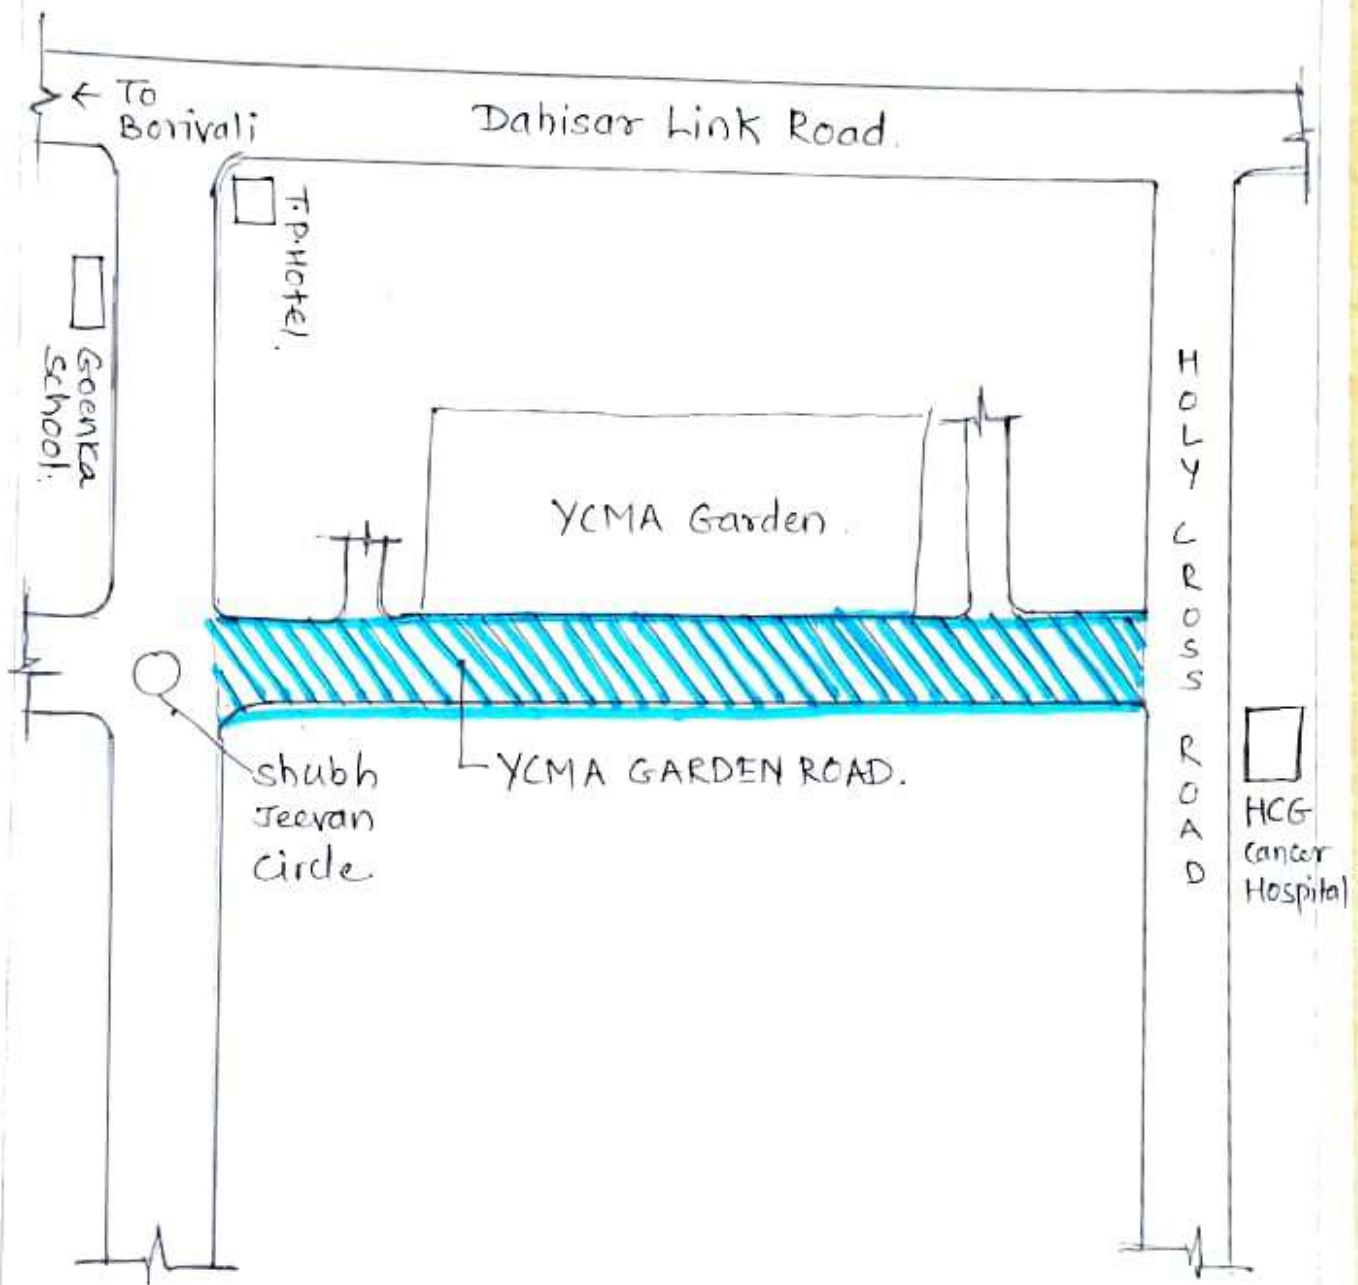 ← To
Borivali
Dahisar Link Road.
T.P.Hotel.
Goenka
School.
YCMA Garden.
HOLY CROSS ROAD
Shubh
Jeevan
Circle.
YCMA GARDEN ROAD.
HCG
Cancer
Hospital